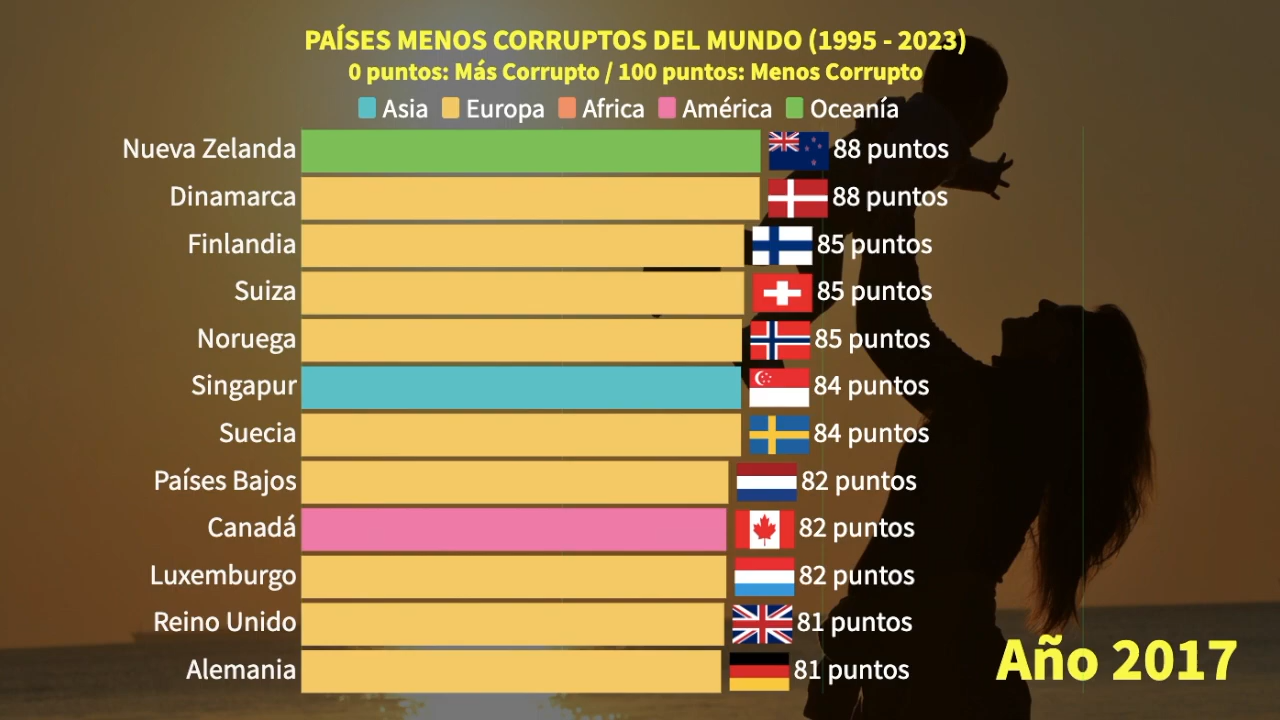 PAÍSES MENOS CORRUPTOS DEL MUNDO (1995 - 2023)
0 puntos: Más Corrupto / 100 puntos: Menos Corrupto
Asia Europa Africa América Oceanía
Nueva Zelanda 88 puntos
Dinamarca 88 puntos
Finlandia 85 puntos
Suiza 85 puntos
Noruega 85 puntos
Singapur 84 puntos
Suecia 84 puntos
Países Bajos 82 puntos
Canadá 82 puntos
Luxemburgo 82 puntos
Reino Unido 81 puntos
Alemania 81 puntos
Año 2017